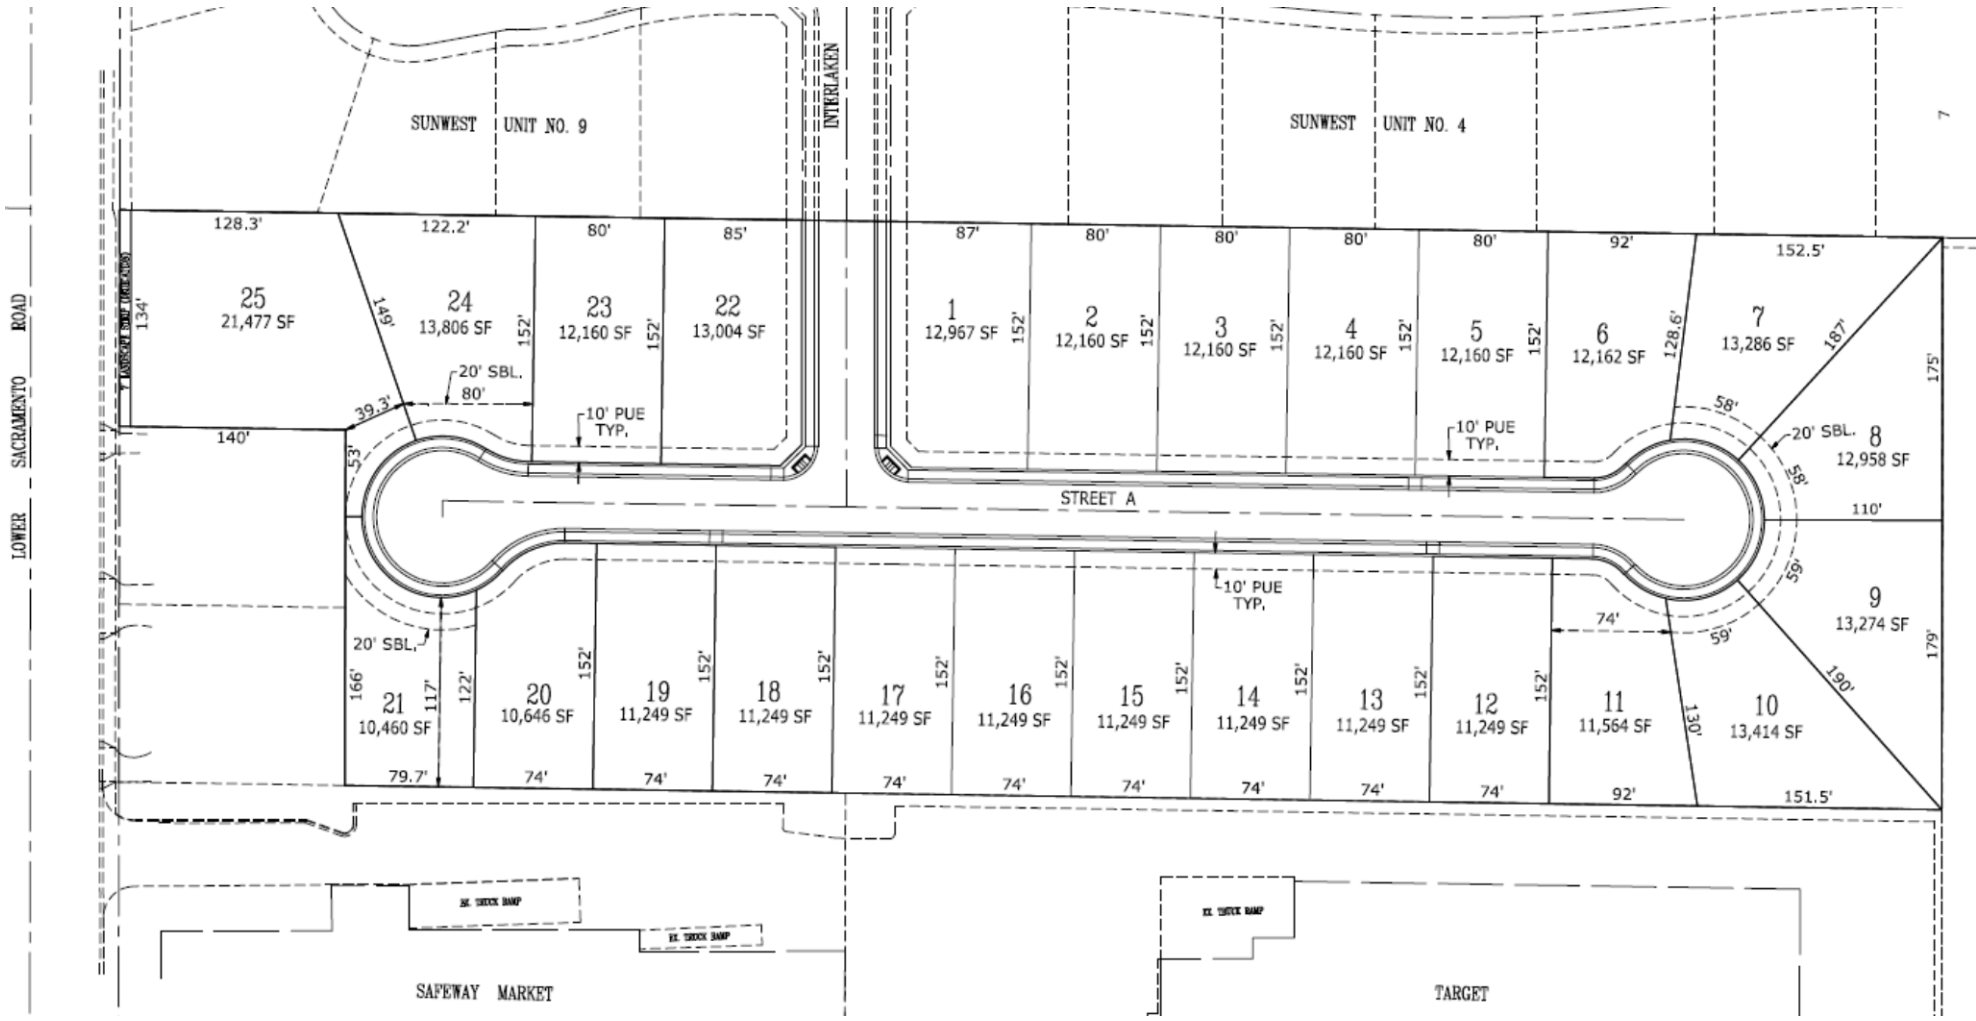 INTERLAKEN
SUNWEST UNIT NO. 9
SUNWEST UNIT NO. 4
7
LOWER SACRAMENTO ROAD
128.3'
122.2'
80'
85'
87'
80'
80'
80'
80'
92'
152.5'
134'
25
21,477 SF
149'
24
13,806 SF
152'
23
12,160 SF
152'
22
13,004 SF
1
12,967 SF
152'
2
12,160 SF
152'
3
12,160 SF
152'
4
12,160 SF
152'
5
12,160 SF
152'
6
12,162 SF
128.6'
7
13,286 SF
187'
175'
20' SBL.
80'
39.3'
140'
53'
10' PUE
TYP.
10' PUE
TYP.
58'
20' SBL.
8
12,958 SF
58'
110'
STREET A
10' PUE
TYP.
59'
59'
74'
9
13,274 SF
179'
190'
20' SBL.
166'
21
10,460 SF
117'
122'
20
10,646 SF
152'
19
11,249 SF
152'
18
11,249 SF
152'
17
11,249 SF
152'
16
11,249 SF
152'
15
11,249 SF
152'
14
11,249 SF
152'
13
11,249 SF
152'
12
11,249 SF
152'
11
11,564 SF
130'
10
13,414 SF
79.7'
74'
74'
74'
74'
74'
74'
74'
74'
74'
92'
151.5'
EX. TRUCK RAMP
EX. TRUCK RAMP
EX. TRUCK RAMP
SAFEWAY MARKET
TARGET